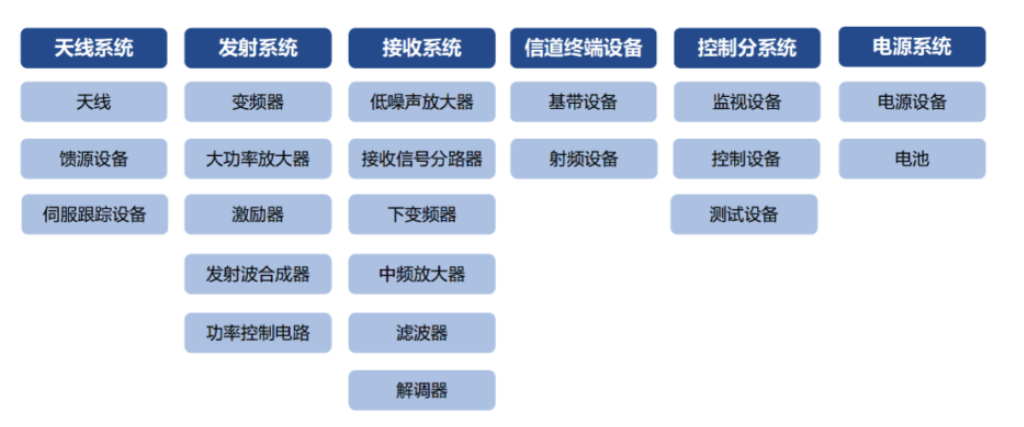 天线系统
发射系统
接收系统
信道终端设备
控制分系统
电源系统
天线
变频器
低噪声放大器
基带设备
监视设备
电源设备
馈源设备
大功率放大器
接收信号分路器
射频设备
控制设备
电池
伺服跟踪设备
激励器
下变频器
测试设备
发射波合成器
中频放大器
功率控制电路
滤波器
解调器